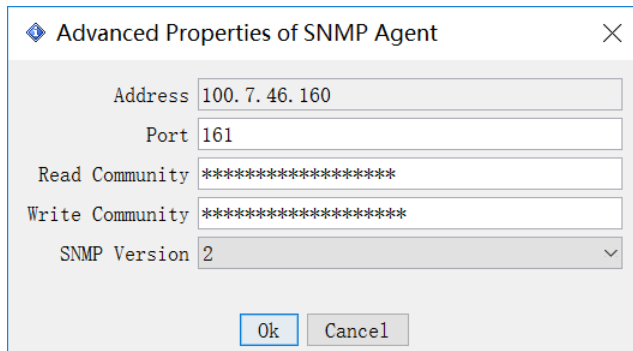 Advanced Properties of SNMP Agent
Address 100.7.46.160
Port 161
Read Community ******************
Write Community *******************
SNMP Version 2
Ok Cancel